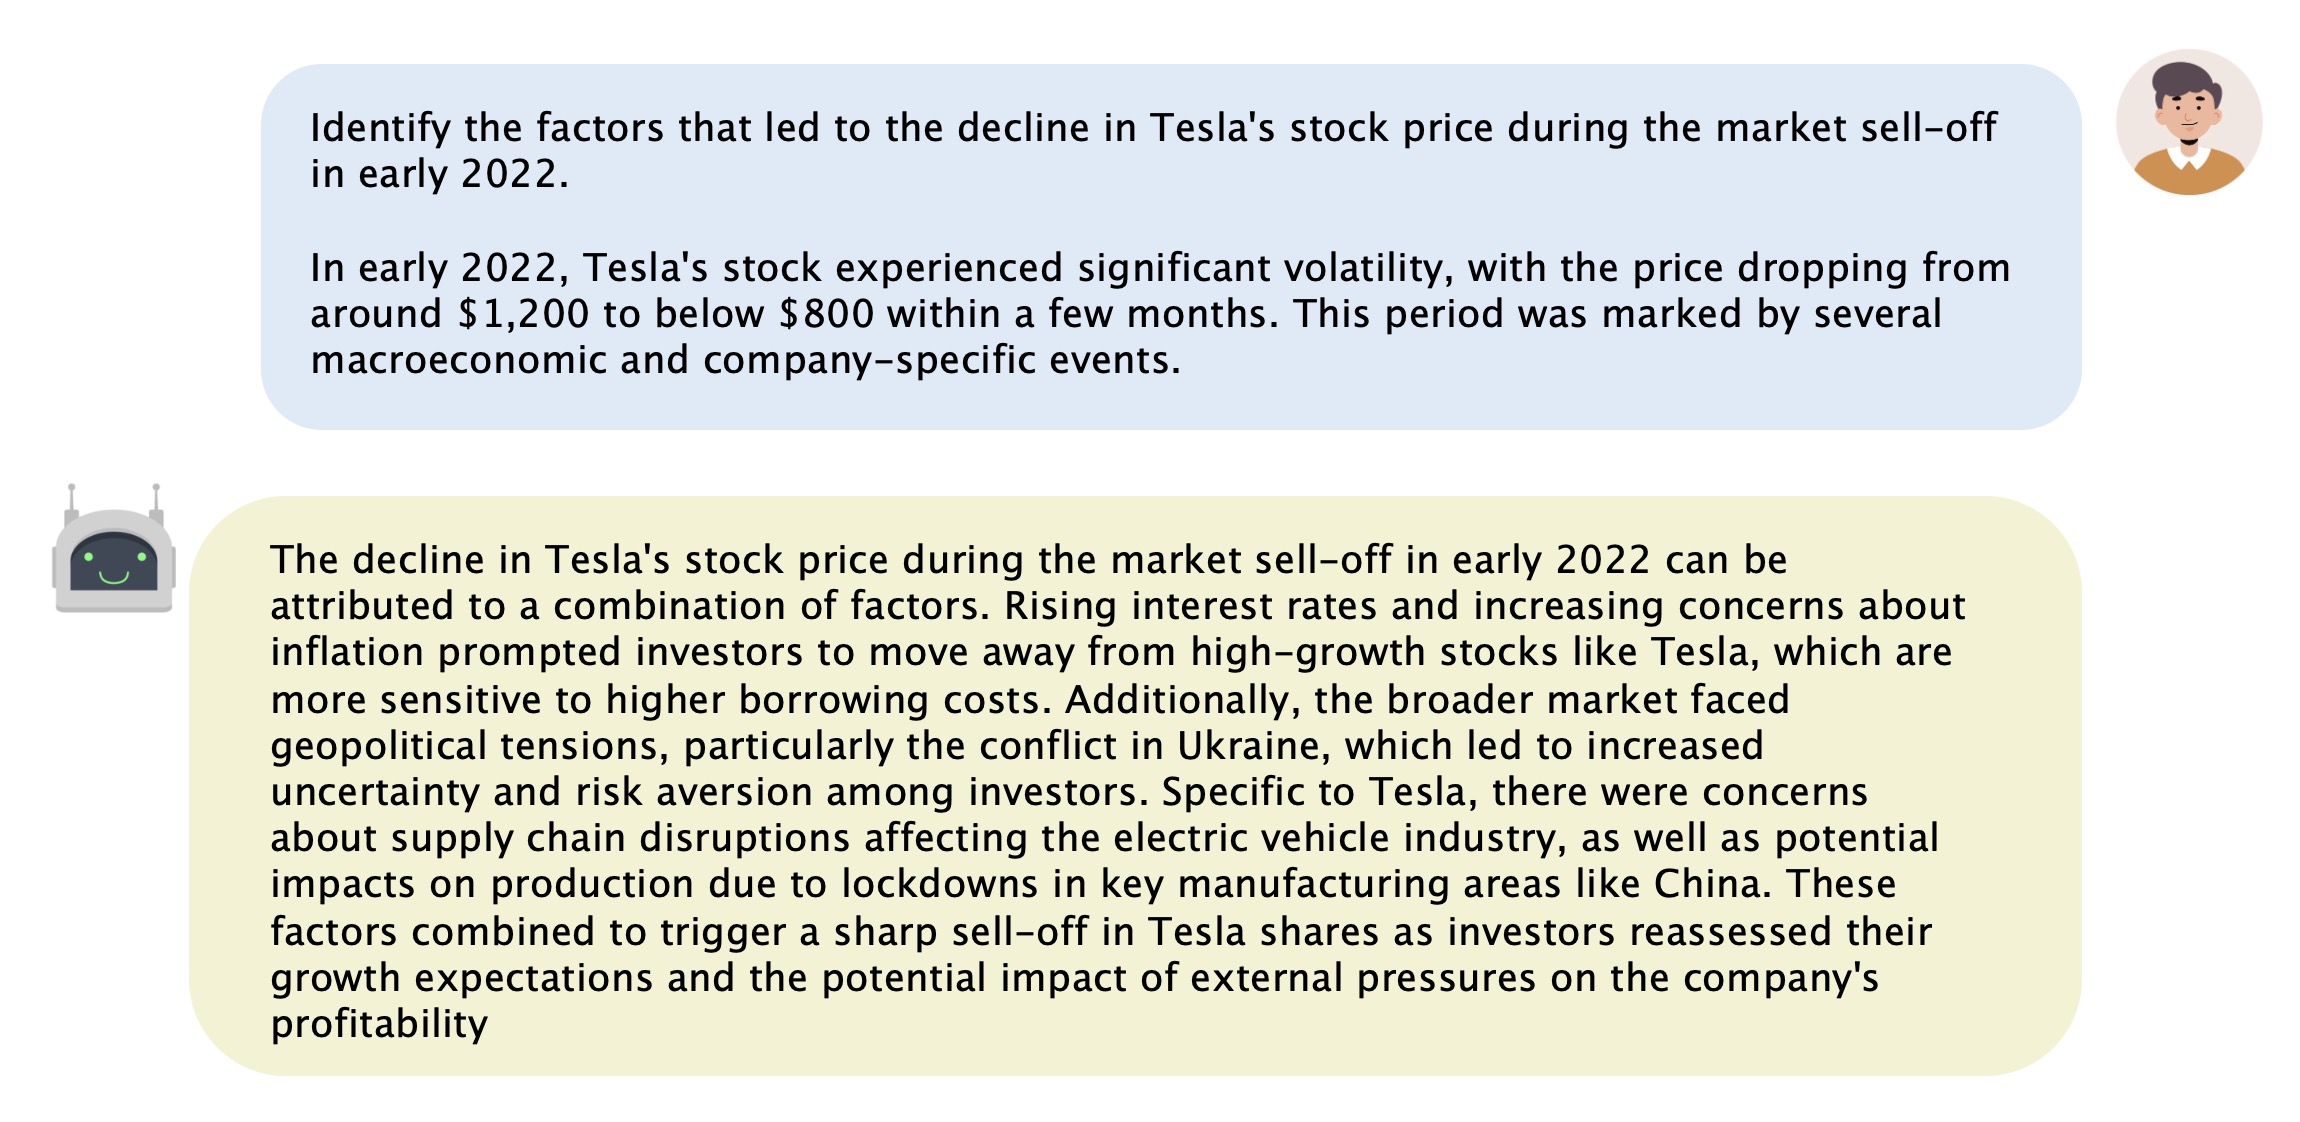 Identify the factors that led to the decline in Tesla's stock price during the market sell-off
in early 2022.
In early 2022, Tesla's stock experienced significant volatility, with the price dropping from
around $1,200 to below $800 within a few months. This period was marked by several
macroeconomic and company-specific events.
The decline in Tesla's stock price during the market sell-off in early 2022 can be
attributed to a combination of factors. Rising interest rates and increasing concerns about
inflation prompted investors to move away from high-growth stocks like Tesla, which are
more sensitive to higher borrowing costs. Additionally, the broader market faced
geopolitical tensions, particularly the conflict in Ukraine, which led to increased
uncertainty and risk aversion among investors. Specific to Tesla, there were concerns
about supply chain disruptions affecting the electric vehicle industry, as well as potential
impacts on production due to lockdowns in key manufacturing areas like China. These
factors combined to trigger a sharp sell-off in Tesla shares as investors reassessed their
growth expectations and the potential impact of external pressures on the company's
profitability